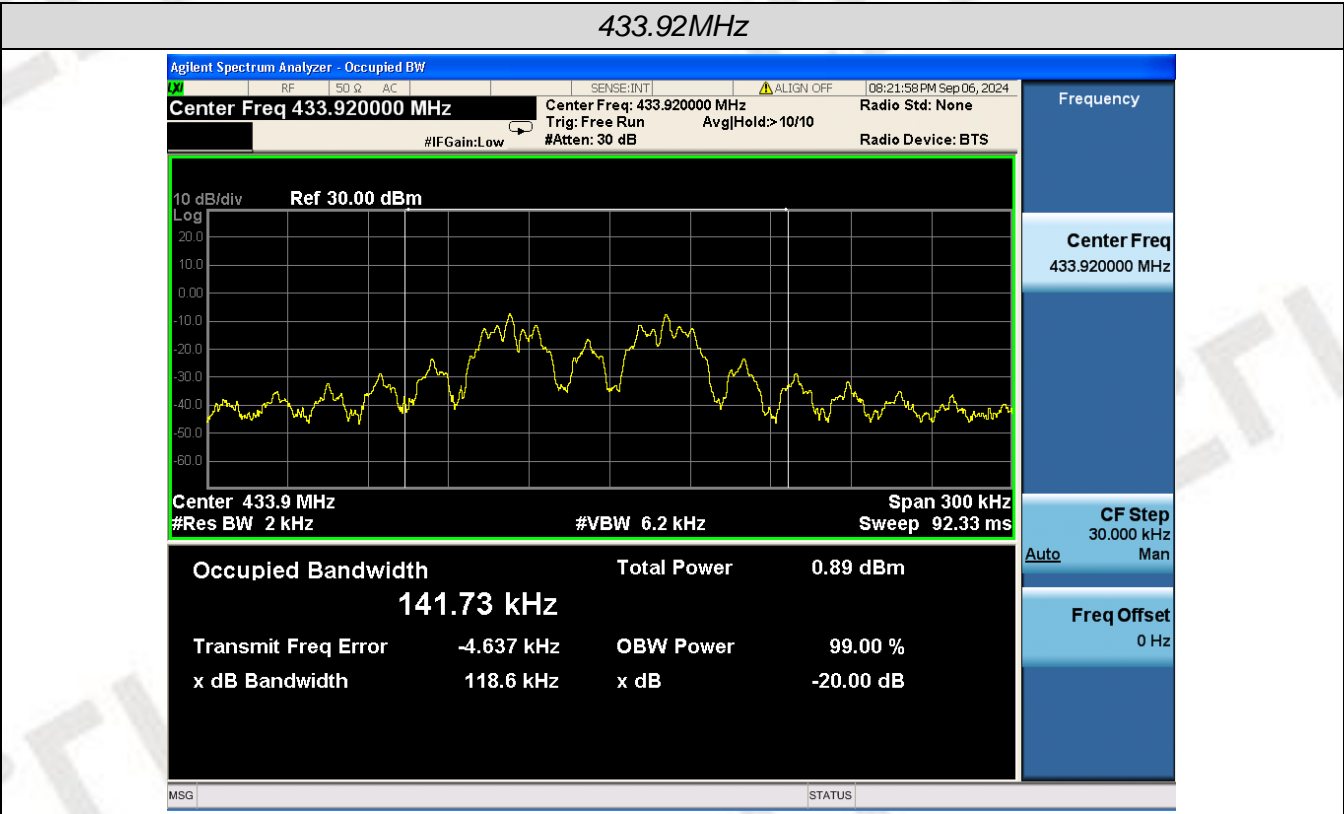 433.92MHz
Agilent Spectrum Analyzer - Occupied BW
LXI RF 50 Ω AC SENSE:INT ALIGN OFF 08:21:58 PM Sep 06, 2024
Center Freq 433.920000 MHz
Center Freq: 433.920000 MHz
Radio Std: None
Trig: Free Run Avg|Hold:> 10/10
#IFGain:Low
#Atten: 30 dB
Radio Device: BTS
Frequency
10 dB/div Ref 30.00 dBm
Log
20.0
10.0
0.00
-10.0
-20.0
-30.0
-40.0
-50.0
-60.0
Center 433.9 MHz Span 300 kHz
#Res BW 2 kHz #VBW 6.2 kHz Sweep 92.33 ms
Center Freq
433.920000 MHz
CF Step
30.000 kHz
Auto Man
Freq Offset
0 Hz
Occupied Bandwidth Total Power 0.89 dBm
141.73 kHz
Transmit Freq Error -4.637 kHz OBW Power 99.00 %
x dB Bandwidth 118.6 kHz x dB -20.00 dB
MSG STATUS